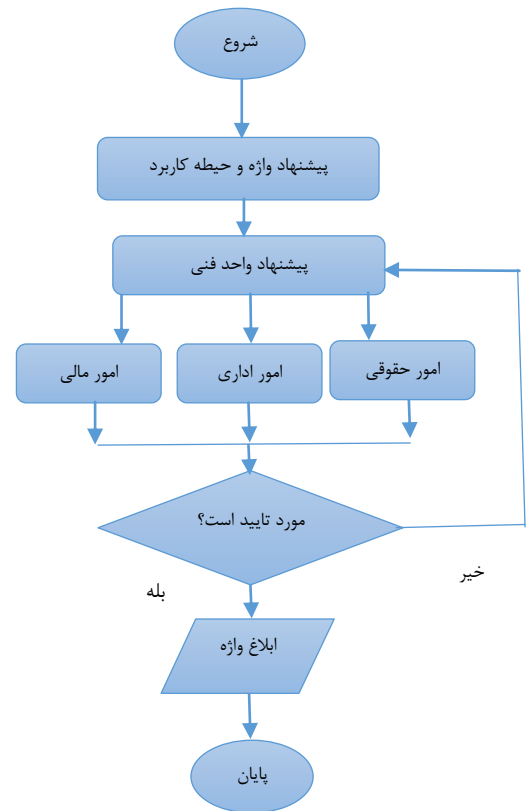 شروع
پیشنهاد واژه و حیطه کاربرد
پیشنهاد واحد فنی
امور حقوقی
امور اداری
امور مالی
مورد تایید است؟
خیر
بله
ابلاغ واژه
پایان